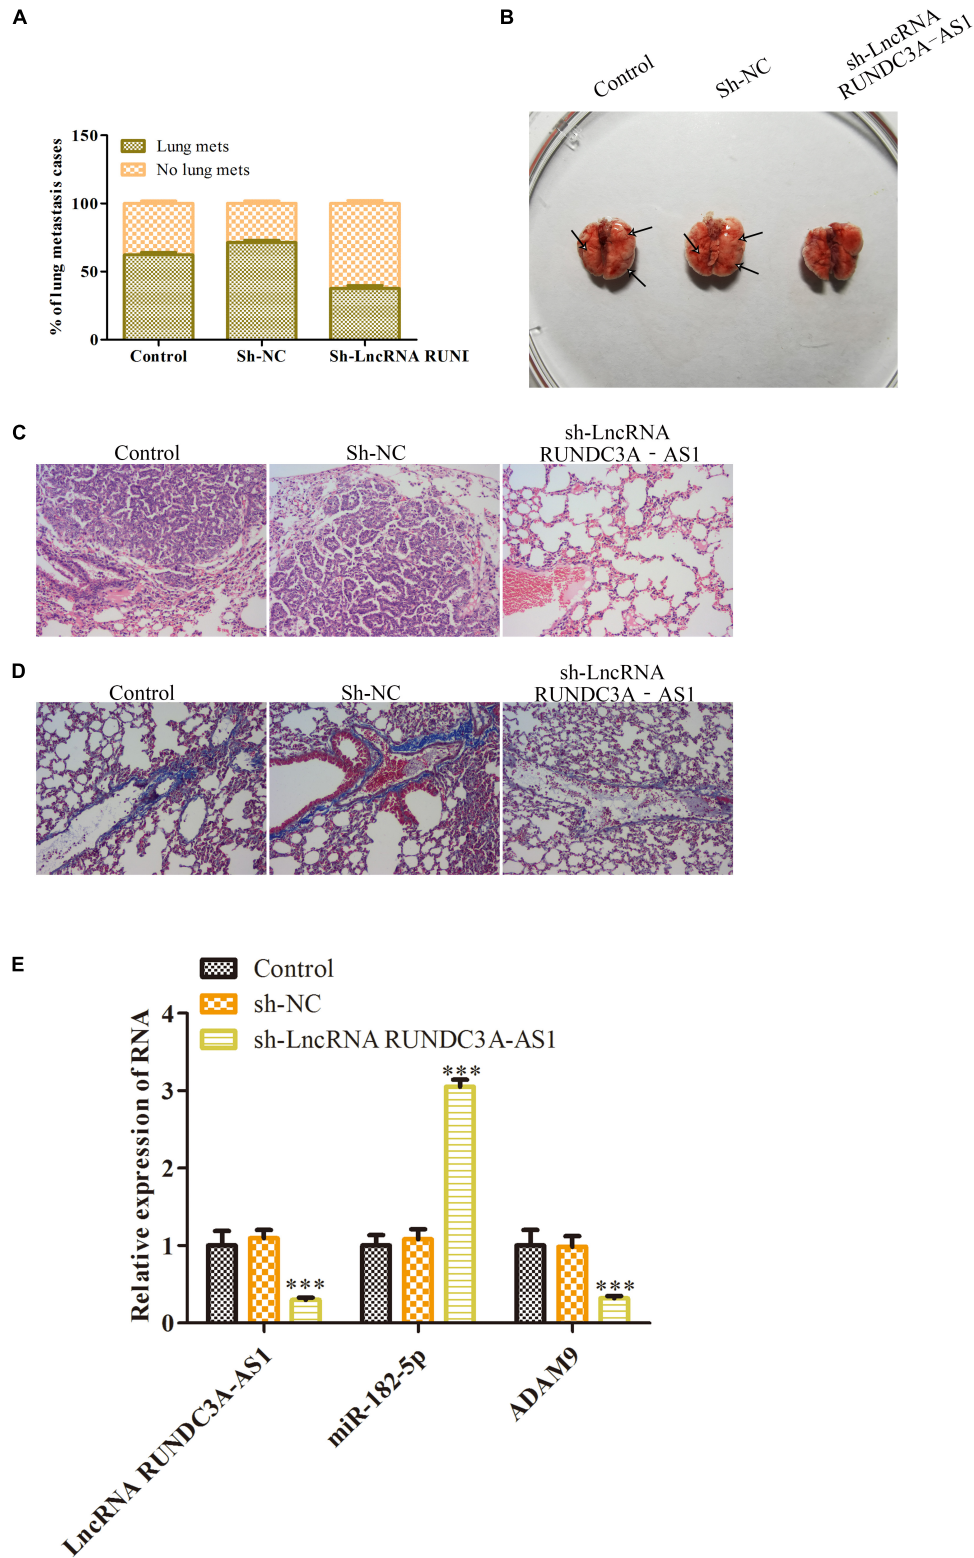 A
B
Control
Sh-NC
sh-LncRNA
RUNDC3A-AS1
% of lung metastasis cases
150
100
50
0
Lung mets
No lung mets
Control
Sh-NC
Sh-LncRNA RUNI
C
Control
Sh-NC
sh-LncRNA
RUNDC3A - AS1
D
Control
Sh-NC
sh-LncRNA
RUNDC3A - AS1
E
Control
sh-NC
sh-LncRNA RUNDC3A-AS1
Relative expression of RNA
4
3
2
1
0
***
***
***
LncRNA RUNDC3A-AS1
miR-182-5p
ADAM9